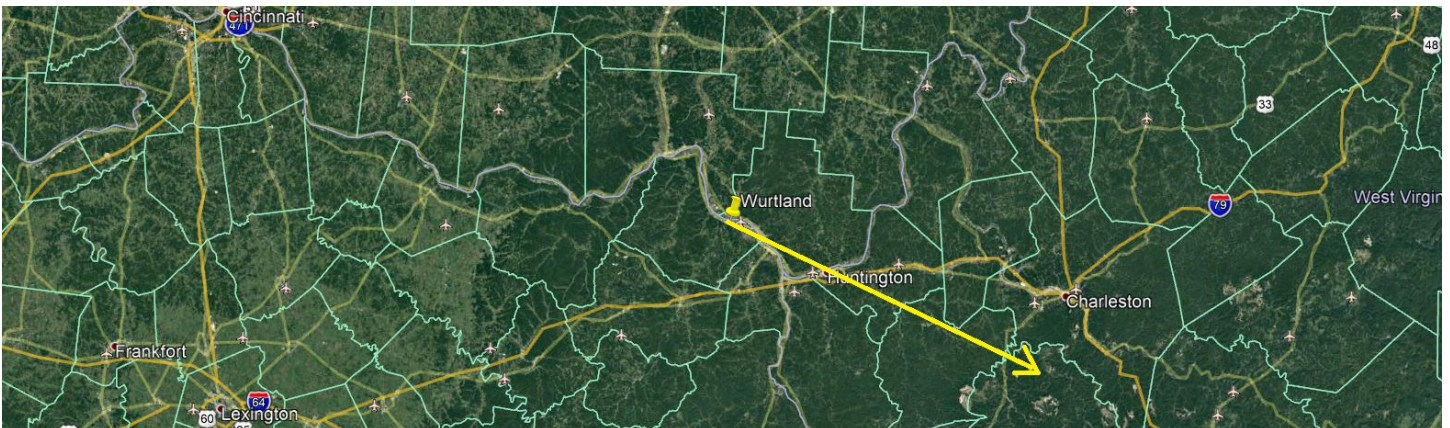 Cincinnati
471
48
33
Wurtland
79
West Virgin
Huntington
Charleston
Frankfort
64
60
Lexington